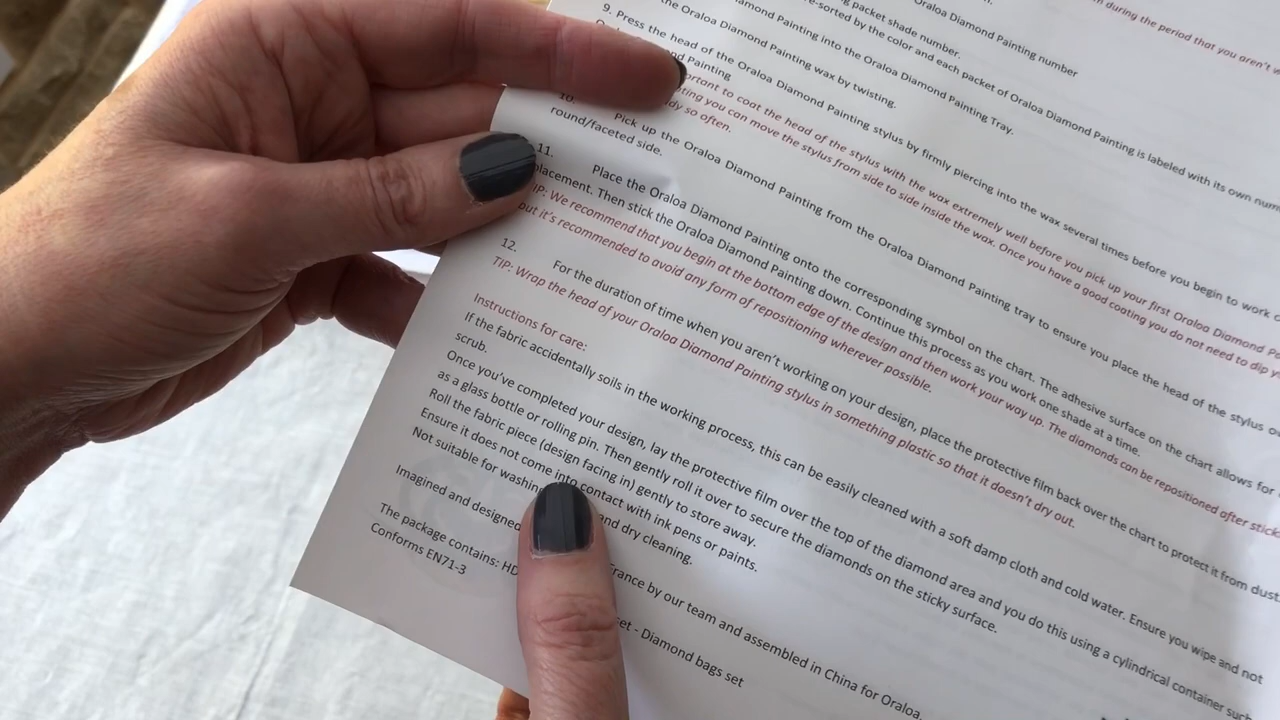 during the period that you aren't
Oraloa Diamond Painting number
packet shade number.
-sorted by the color and each packet of Oraloa Diamond Painting is labeled with its own
Diamond Painting into the Oraloa Diamond Painting Tray.
the Oraloa Diamond Painting wax by twisting.
9. Press the head of the Oraloa Diamond Painting stylus by firmly piercing into the wax several times before you begin to work
Painting
to coat the head of the stylus with the wax extremely well before you pick up your first Oraloa Diamond
you can move the stylus from side to side inside the wax. Once you have a good coating you do not need to dip
so often.
10. Pick up the Oraloa Diamond Painting from the Oraloa Diamond Painting tray to ensure you place the head of the stylus
round/faceted side.
11. Place the Oraloa Diamond Painting onto the corresponding symbol on the chart. The adhesive surface on the chart allows for
placement. Then stick the Oraloa Diamond Painting down. Continue this process as you work one shade at a time.
TIP: We recommend that you begin at the bottom edge of the design and then work your way up. The diamonds can be repositioned after
but it's recommended to avoid any form of repositioning wherever possible.
12. For the duration of time when you aren't working on your design, place the protective film back over the chart to protect it from dust.
TIP: Wrap the head of your Oraloa Diamond Painting stylus in something plastic so that it doesn't dry out.
Instructions for care:
If the fabric accidentally soils in the working process, this can be easily cleaned with a soft damp cloth and cold water. Ensure you wipe and not
scrub.
Once you've completed your design, lay the protective film over the top of the diamond area and you do this using a cylindrical container such
as a glass bottle or rolling pin. Then gently roll it over to secure the diamonds on the sticky surface.
Roll the fabric piece (design facing in) gently to store away.
Ensure it does not come into contact with ink pens or paints.
Not suitable for washing and dry cleaning.
Imagined and designed France by our team and assembled in China for Oraloa.
The package contains: HD set - Diamond bags set
Conforms EN71-3